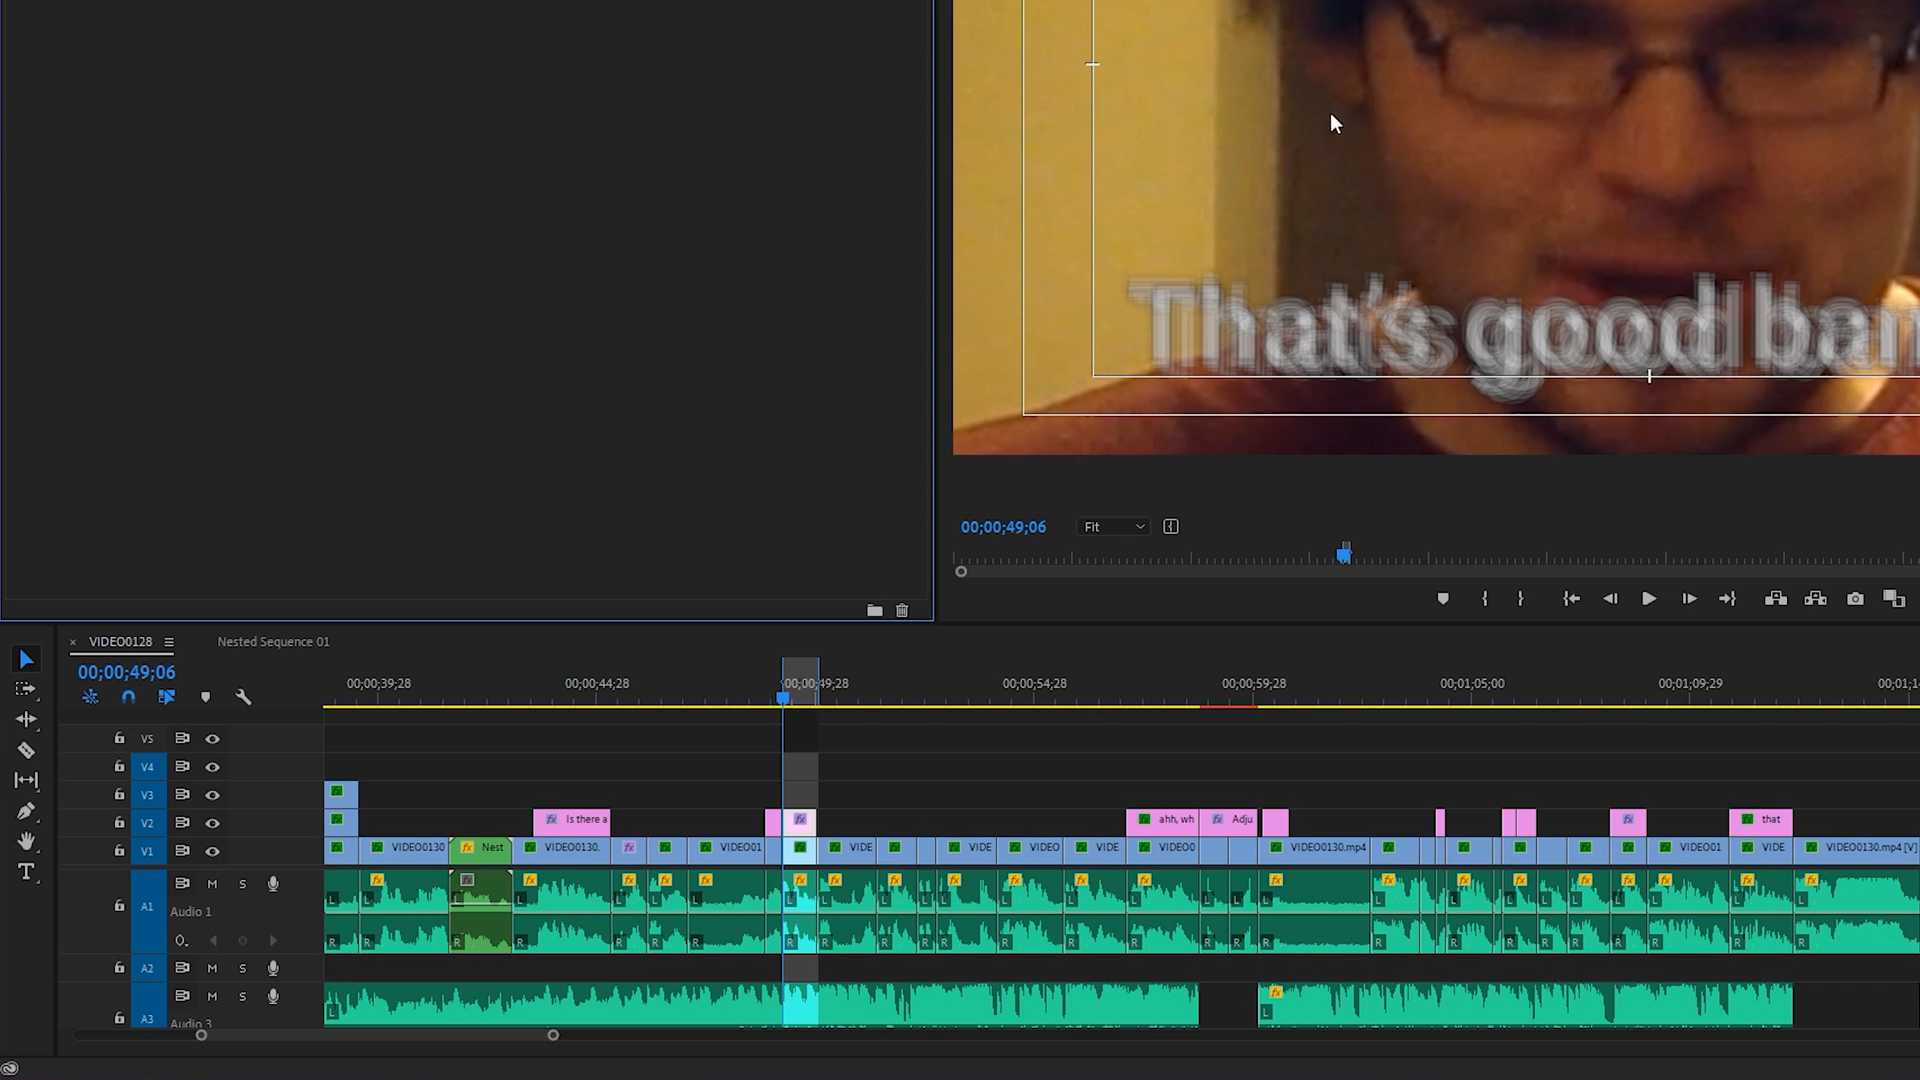 That's good ban
00;00;49;06
Fit
VIDEO0128
Nested Sequence 01
00;00;49;06
00;00;39;28
00;00;44;28
00;00;49;28
00;00;54;28
00;00;59;28
00;01;05;00
00;01;09;29
00;01;14
V5
V4
V3
V2
Is there a
ahh, wh
Adju
that
V1
VIDEO0130
Nest
VIDEO0130.
VIDEO01
VIDE
VIDE
VIDEO
VIDE
VIDEO0
VIDEO0130.mp4
VIDEO01
VIDE
VIDEO0130.mp4 [V]
M S
A1
Audio 1
A2 M S
M S
A3
Audio 3